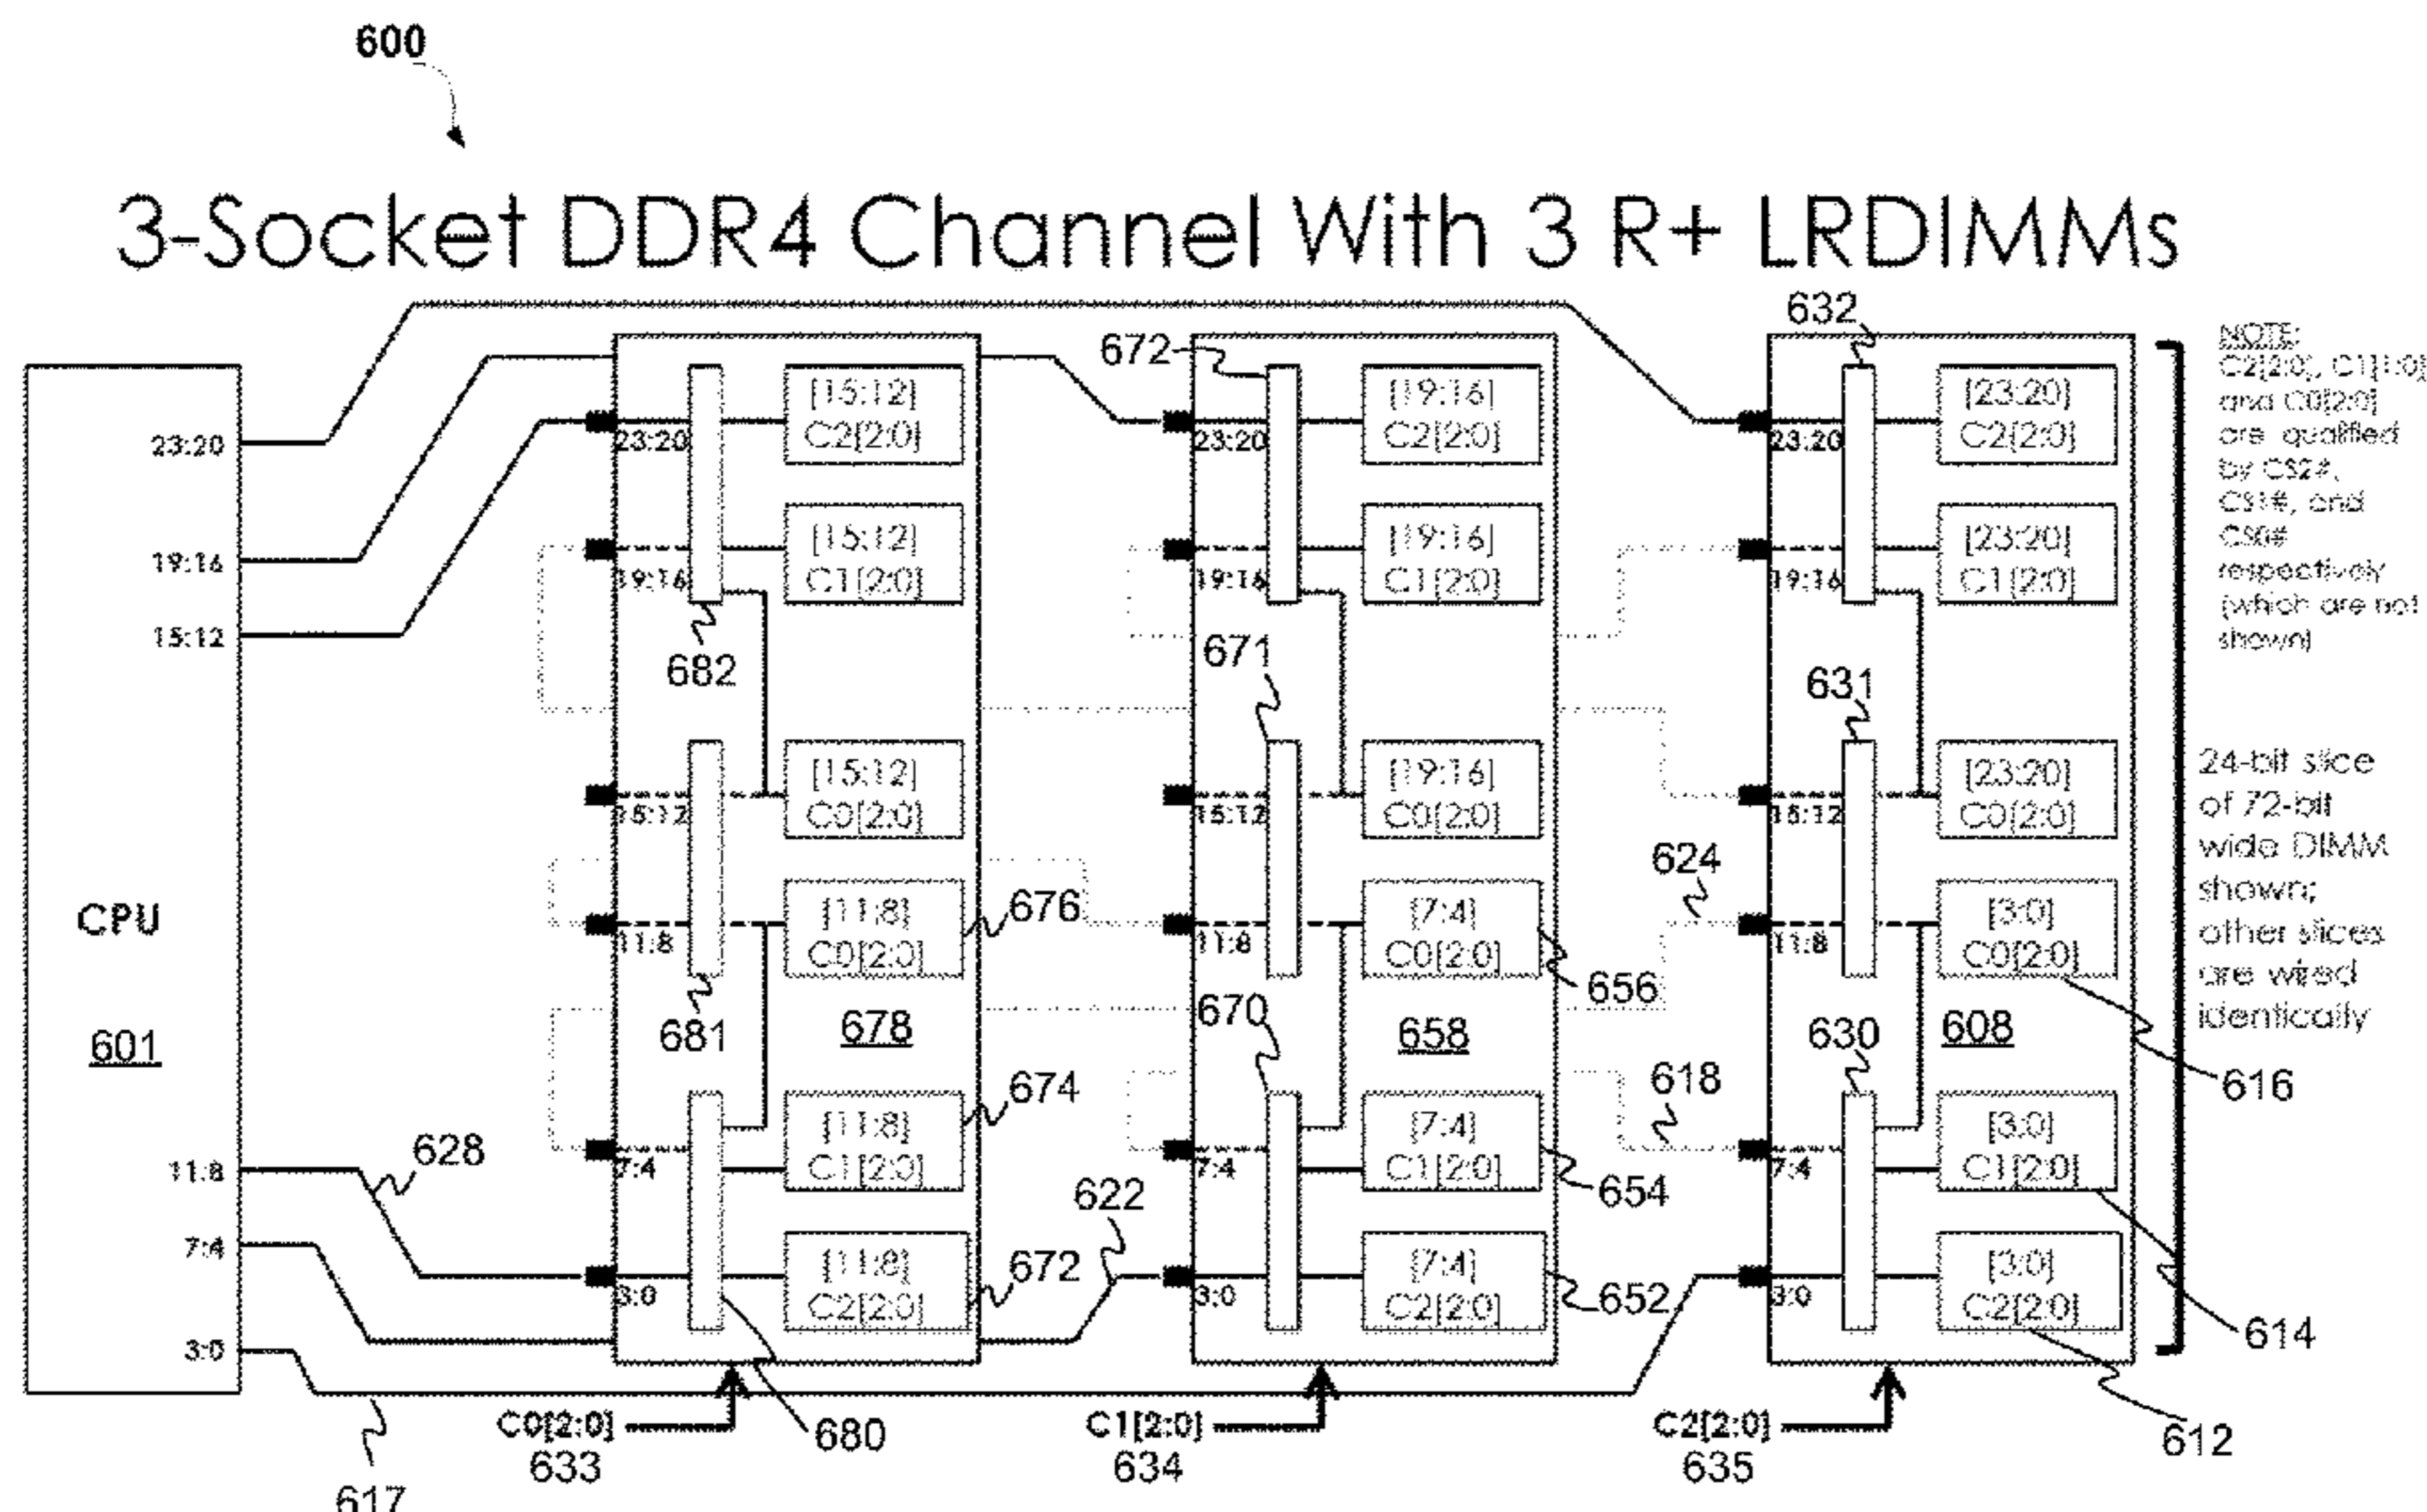 600
3-Socket DDR4 Channel With 3 R+ LRDIMMs
CPU
601
23:20
19:16
15:12
11:8
7:4
3:0
628
617
23:20
19:16
15:12
11:8
7:4
3:0
[15:12]
C2[2:0]
[15:12]
C1[2:0]
[15:12]
C0[2:0]
[11:8]
C0[2:0]
[11:8]
C1[2:0]
[11:8]
C2[2:0]
682
681
678
676
674
672
680
C0[2:0]
633
672
671
670
622
23:20
19:16
15:12
11:8
7:4
3:0
[19:16]
C2[2:0]
[19:16]
C1[2:0]
[19:16]
C0[2:0]
[7:4]
C0[2:0]
[7:4]
C1[2:0]
[7:4]
C2[2:0]
658
656
654
652
C1[2:0]
634
632
631
630
624
618
23:20
19:16
15:12
11:8
7:4
3:0
[23:20]
C2[2:0]
[23:20]
C1[2:0]
[23:20]
C0[2:0]
[3:0]
C0[2:0]
[3:0]
C1[2:0]
[3:0]
C2[2:0]
608
616
614
612
C2[2:0]
635
NOTE:
C2[2:0], C1[1:0]
and C0[2:0]
are qualified
by CS2#,
CS1#, and
CS0#
respectively
(which are not
shown)
24-bit slice
of 72-bit
wide DIMM
shown;
other slices
are wired
identically